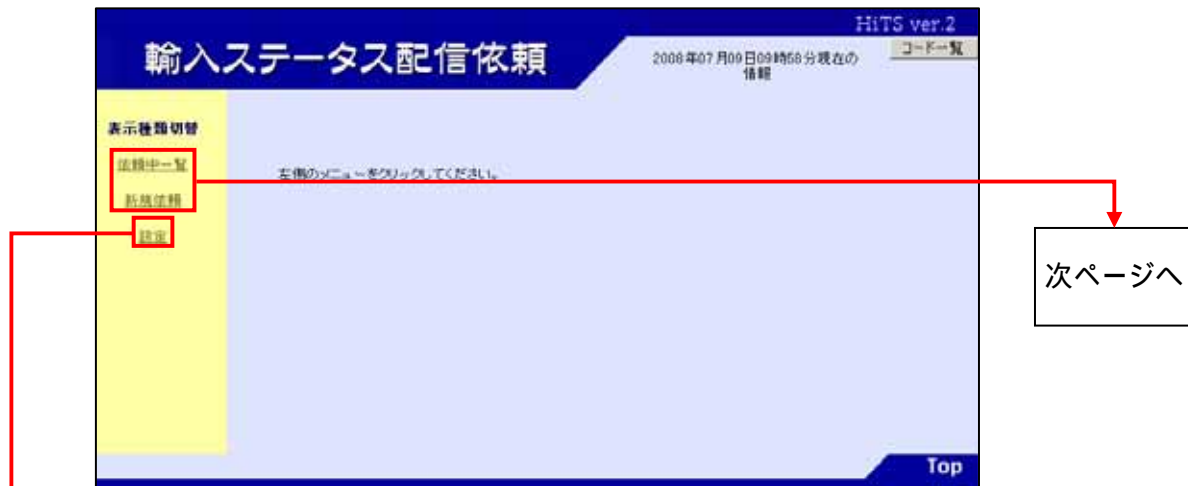 HiTS ver.2
輸入ステータス配信依頼
2008年07月09日09時58分現在の
情報
コード一覧
表示種類切替
依頼中一覧
新規依頼
設定
左側のメニューをクリックしてください。
次ページへ
Top